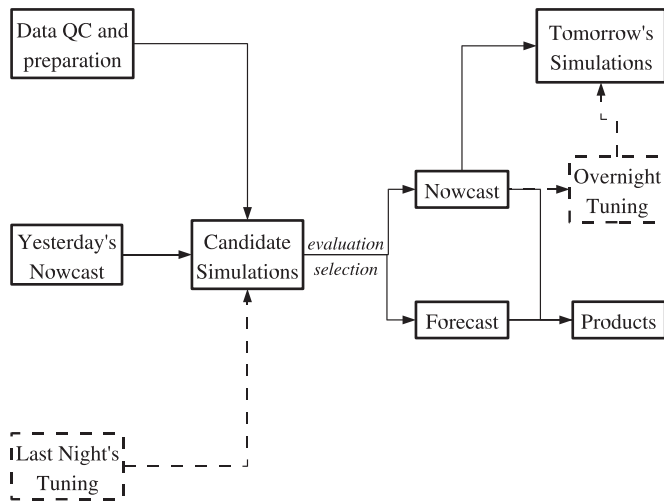 Data QC and
preparation
Tomorrow's
Simulations
Nowcast
Overnight
Tuning
Yesterday's
Nowcast
Candidate
Simulations
evaluation
selection
Forecast
Products
Last Night's
Tuning